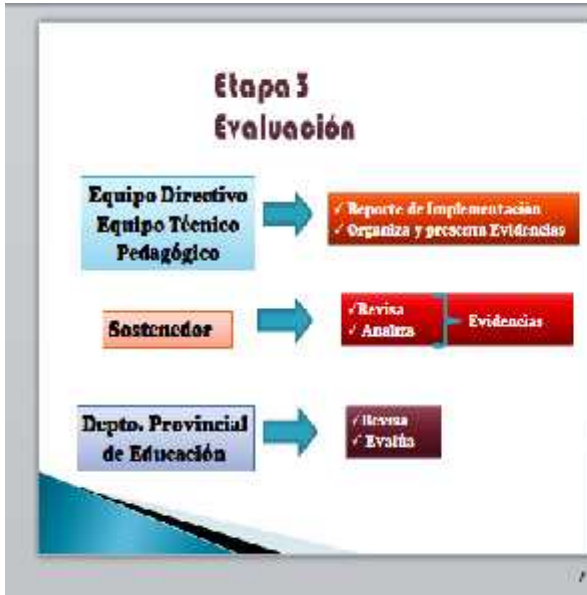 Etapa 3
Evaluación
Equipo Directivo
Equipo Técnico
Pedagógico
✓ Reporte de Implementación
✓ Organiza y presenta Evidencias
Sostenedor
✓Revisa
✓ Analiza
Evidencias
Depto. Provincial
de Educación
✓Revisa
✓ Evalúa